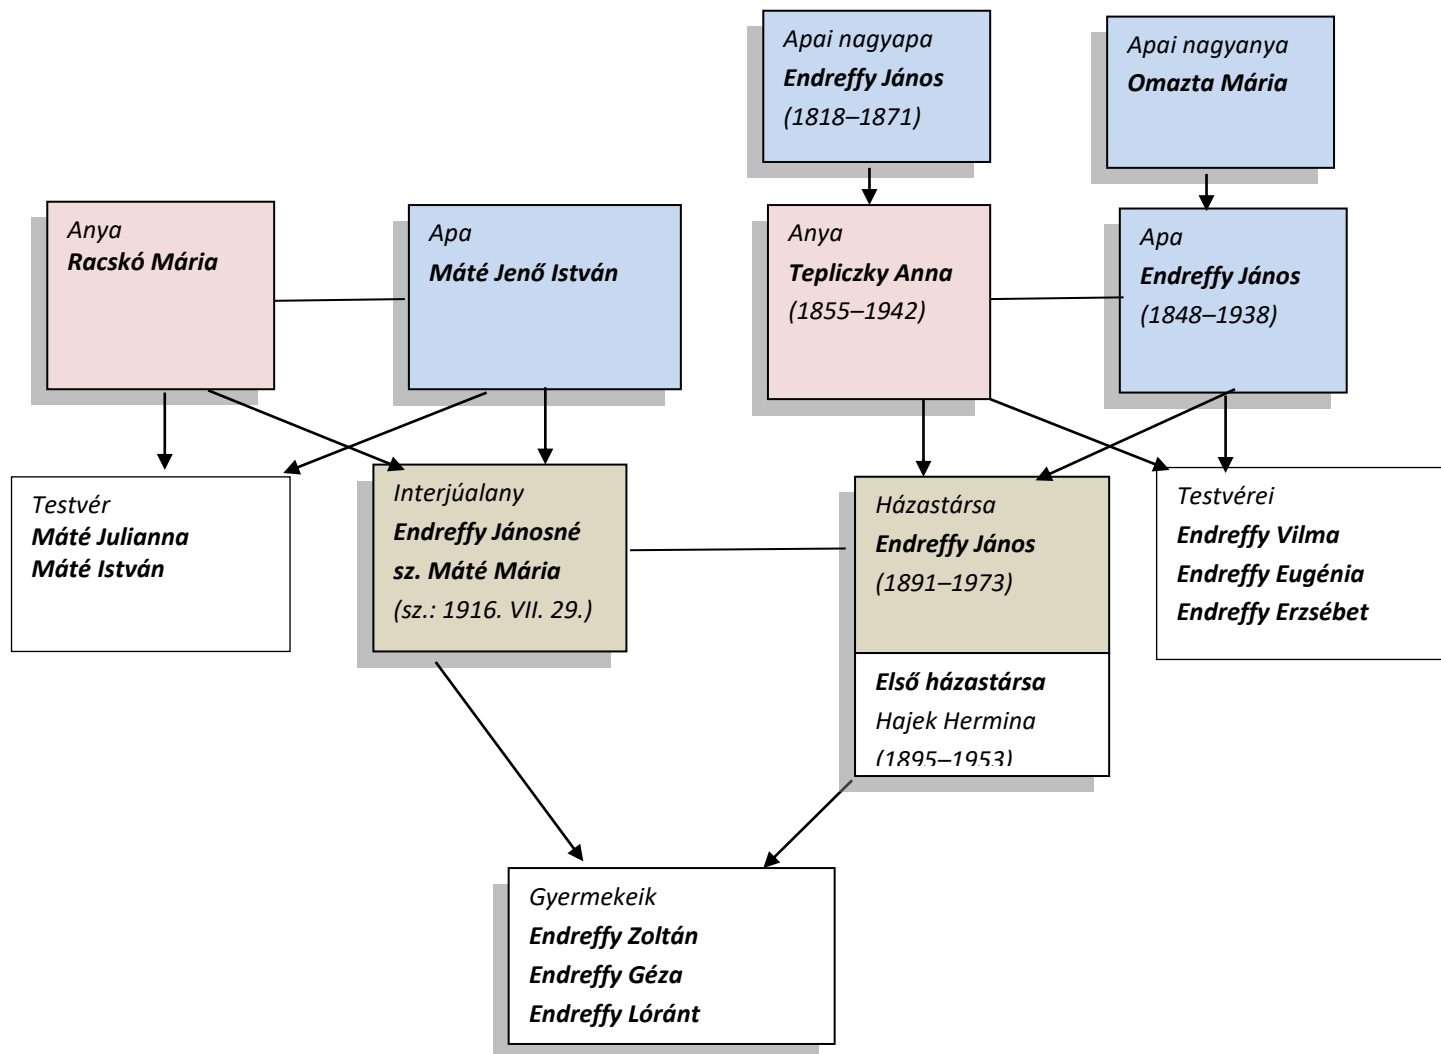 Apai nagyapa
Endreffy János
(1818–1871)
Apai nagyanya
Omazta Mária
Anya
Racskó Mária
Apa
Máté Jenő István
Anya
Tepliczky Anna
(1855–1942)
Apa
Endreffy János
(1848–1938)
Testvér
Máté Julianna
Máté István
Interjúalany
Endreffy Jánosné
sz. Máté Mária
(sz.: 1916. VII. 29.)
Házastársa
Endreffy János
(1891–1973)
Testvérei
Endreffy Vilma
Endreffy Eugénia
Endreffy Erzsébet
Első házastársa
Hajek Hermina
(1895–1953)
Gyermekeik
Endreffy Zoltán
Endreffy Géza
Endreffy Lóránt